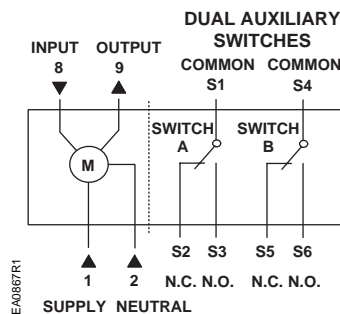 DUAL AUXILIARY
SWITCHES
INPUT OUTPUT
8 9
COMMON COMMON
S1 S4
SWITCH
A
SWITCH
B
M
S2 S3 S5 S6
1 2
N.C. N.O. N.C. N.O.
SUPPLY NEUTRAL
EA0867R1